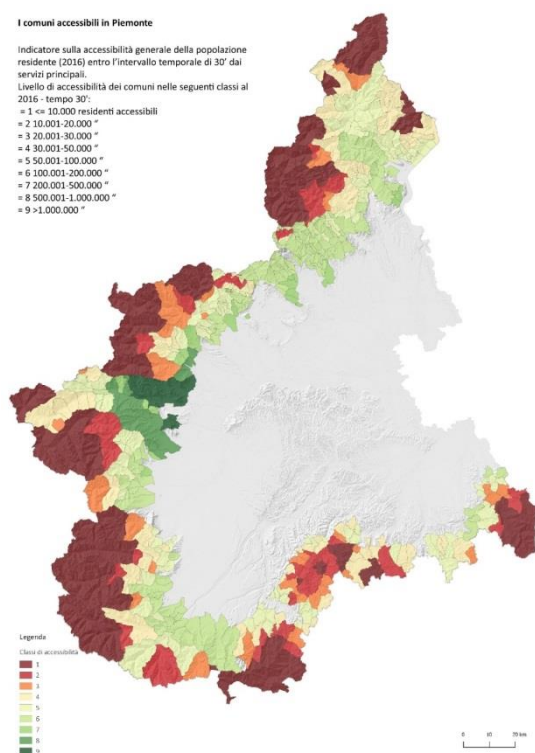 I comuni accessibili in Piemonte
Indicatore sulla accessibilità generale della popolazione
residente (2016) entro l'intervallo temporale di 30' dai
servizi principali.
Livello di accessibilità dei comuni nelle seguenti classi al
2016 - tempo 30':
= 1 <= 10.000 residenti accessibili
= 2 10.001-20.000 "
= 3 20.001-30.000 "
= 4 30.001-50.000 "
= 5 50.001-100.000 "
= 6 100.001-200.000 "
= 7 200.001-500.000 "
= 8 500.001-1.000.000 "
= 9 >1.000.000 "
Legenda
Classi di accessibilità
1
2
3
4
5
6
7
8
9
0 10 20 km